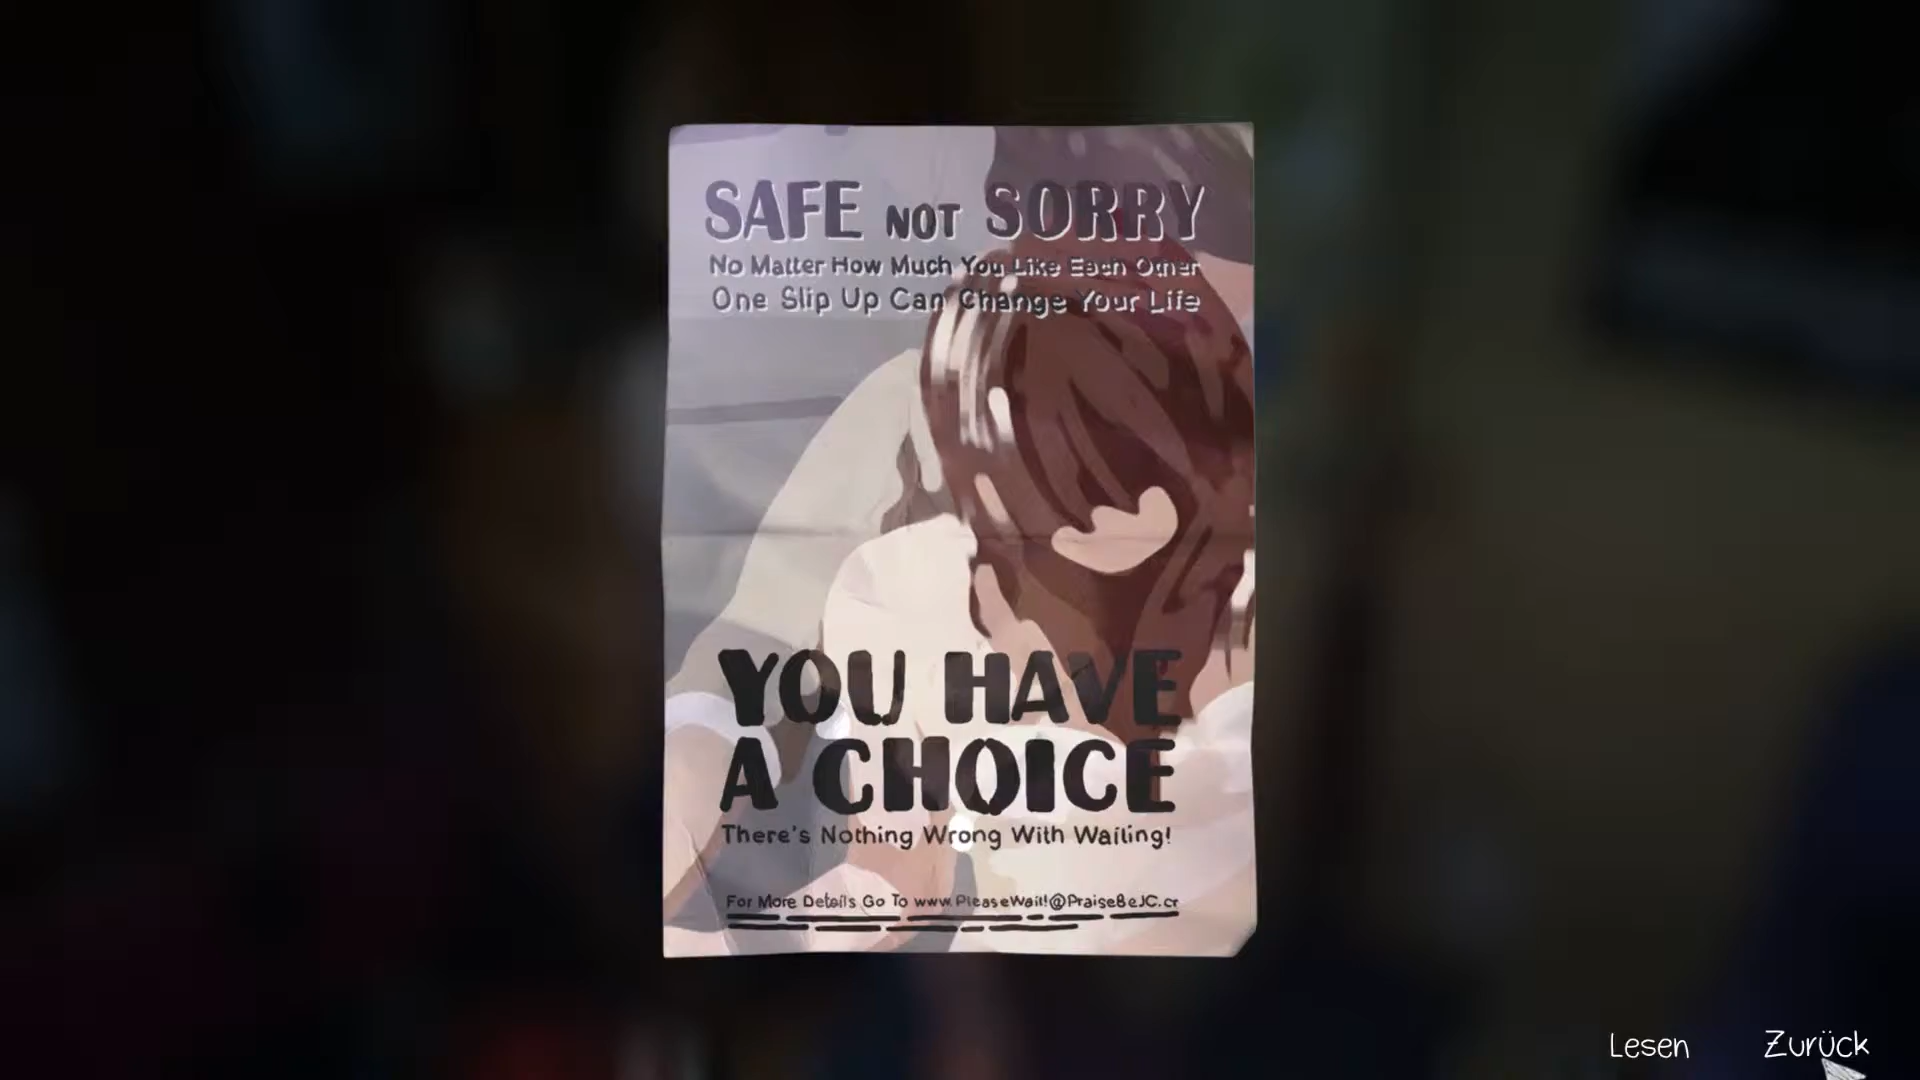 SAFE NOT SORRY
No Matter How Much You Like Each Other
One Slip Up Can Change Your Life
YOU HAVE
A CHOICE
There's Nothing Wrong With Waiting!
For More Details Go To www.PleaseWait!@PraiseBeJC.cr
Lesen Zurück